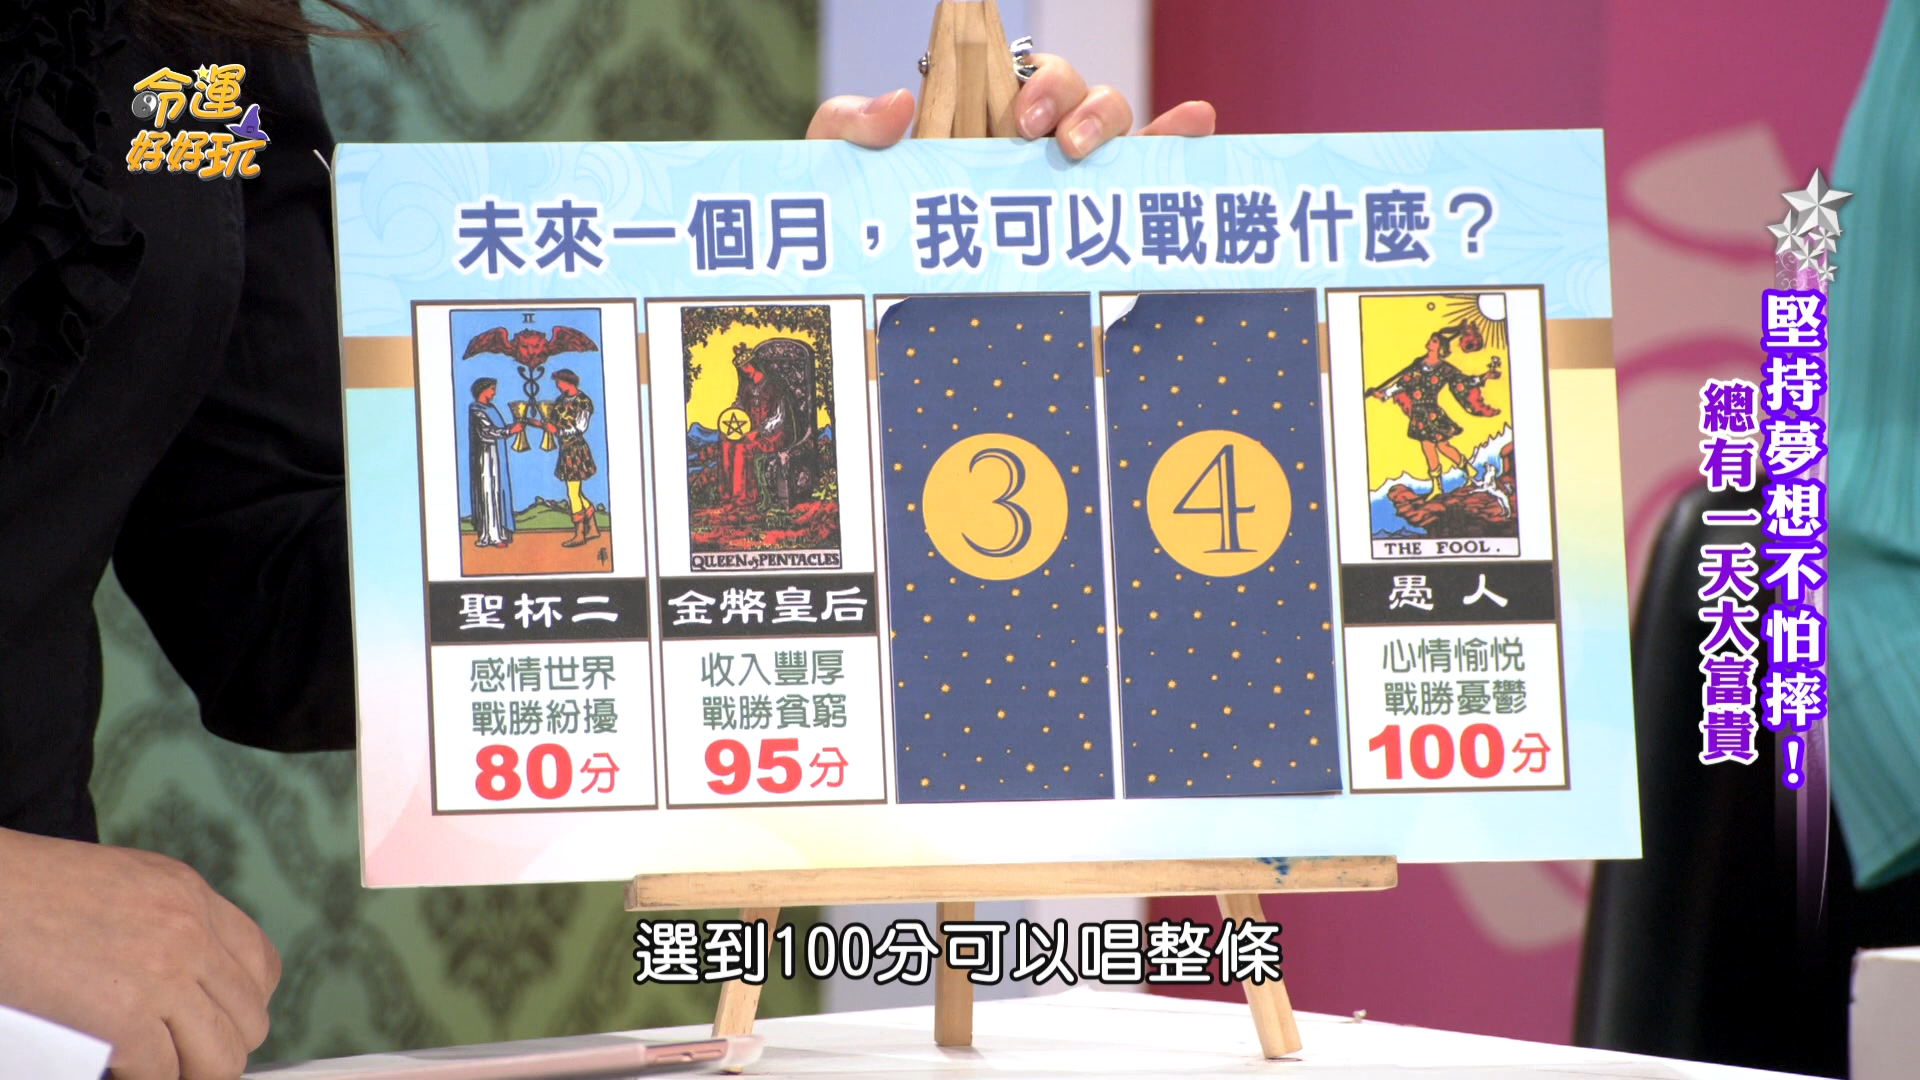 命運
好好玩
未來一個月，我可以戰勝什麼？
II
聖杯二
感情世界
戰勝紛擾
80分
QUEEN of PENTACLES
金幣皇后
收入豐厚
戰勝貧窮
95分
3
4
THE FOOL.
愚人
心情愉悅
戰勝憂鬱
100分
堅持夢想不怕摔！
總有一天大富貴
選到100分可以唱整條